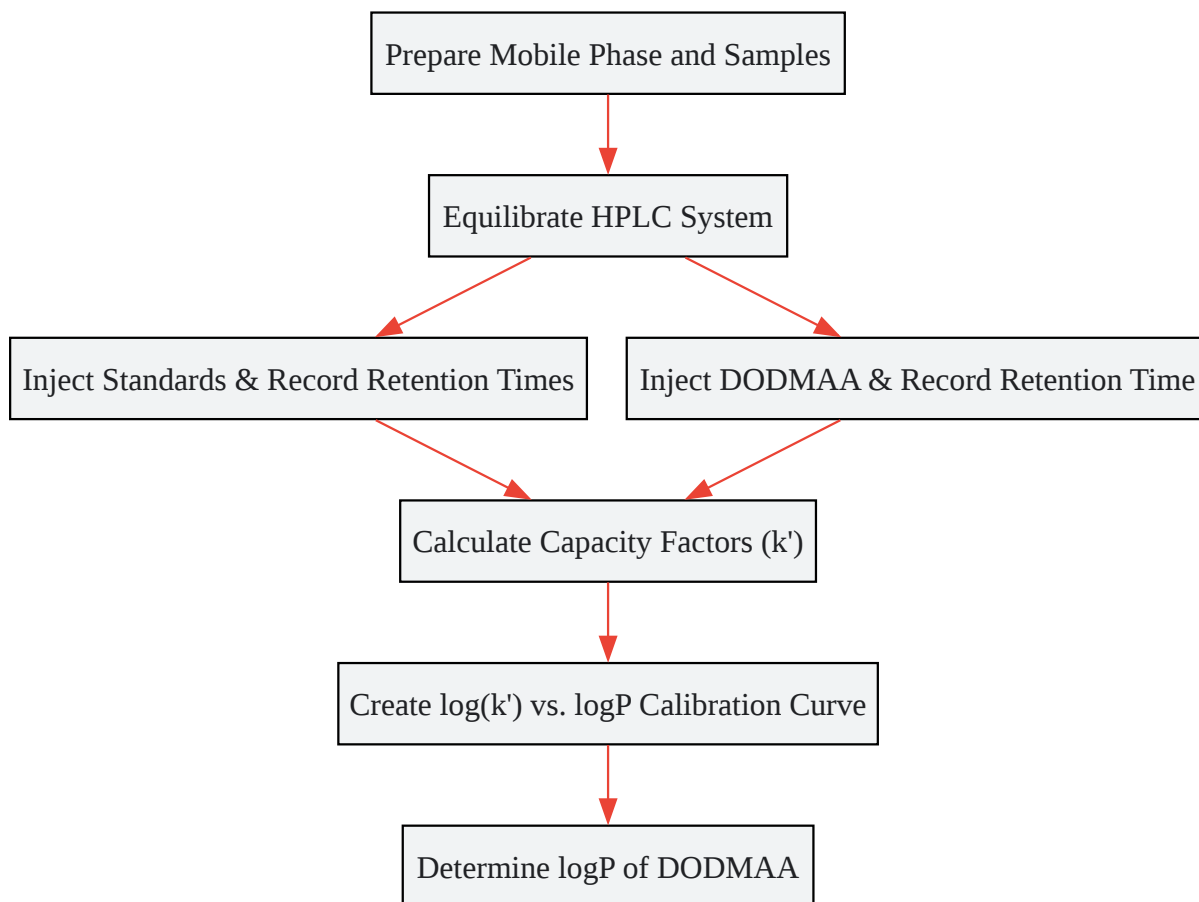 Prepare Mobile Phase and Samples
Equilibrate HPLC System
Inject Standards & Record Retention Times
Inject DODMAA & Record Retention Time
Calculate Capacity Factors (k')
Create log(k') vs. logP Calibration Curve
Determine logP of DODMAA